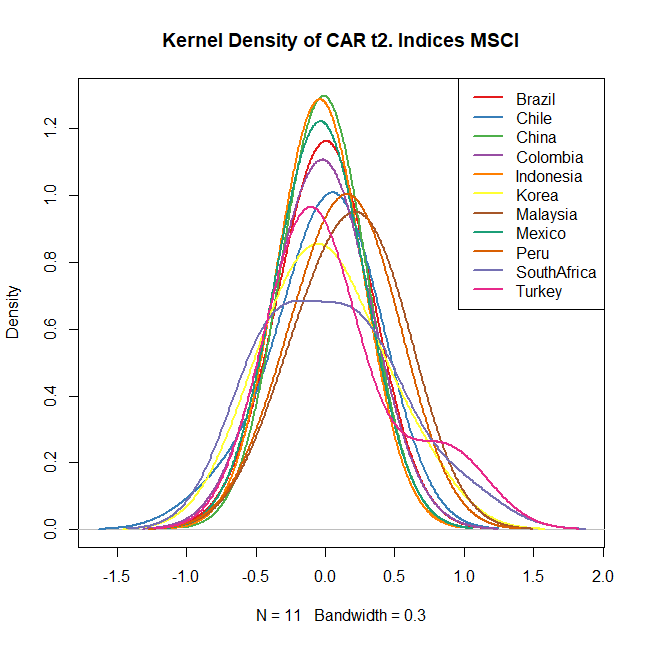 Kernel Density of CAR t2. Indices MSCI
Brazil
Chile
China
Colombia
Indonesia
Korea
Malaysia
Mexico
Peru
SouthAfrica
Turkey
Density
1.2
1.0
0.8
0.6
0.4
0.2
0.0
-1.5 -1.0 -0.5 0.0 0.5 1.0 1.5 2.0
N = 11 Bandwidth = 0.3